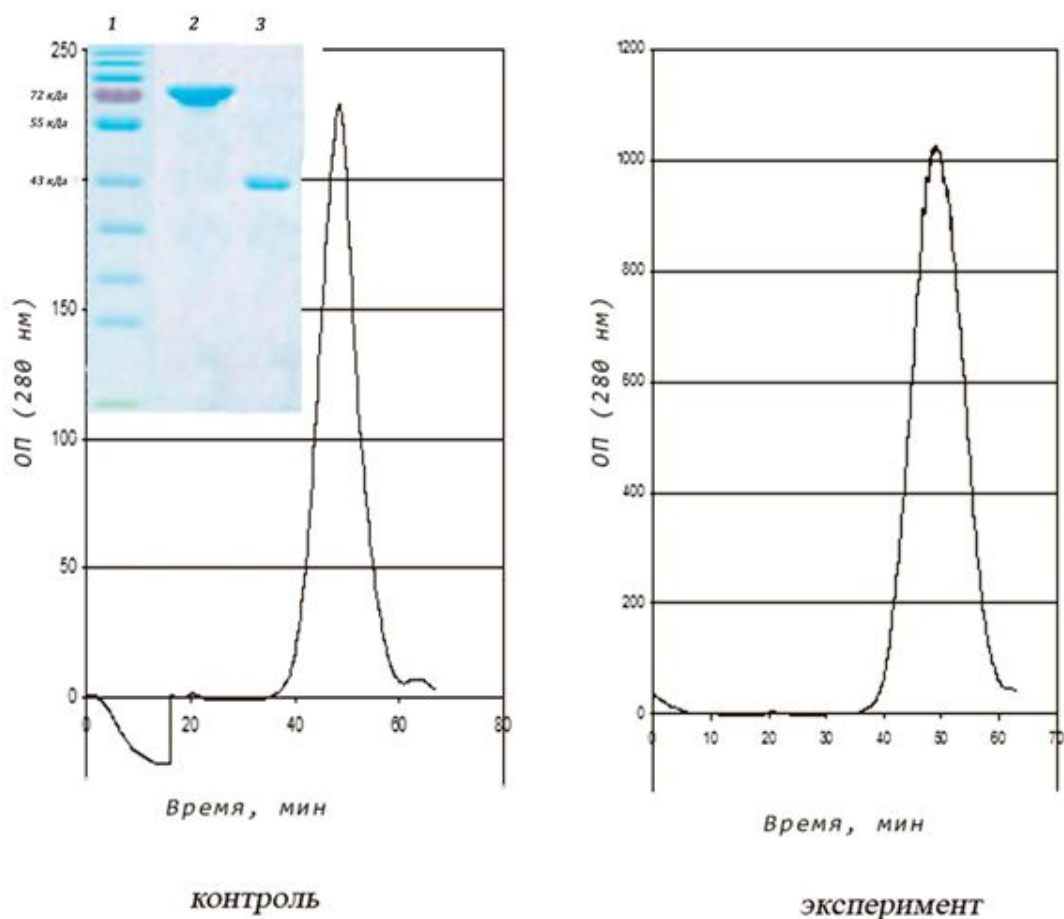 1 2 3
250
72 кДа
55 кДа
43 кДа
150
100
50
0
0 20 40 60 80
ОП (280 нм)
Время, мин
контроль
1200
1000
800
600
400
200
0
0 10 20 30 40 50 60 70
ОП (280 нм)
Время, мин
эксперимент